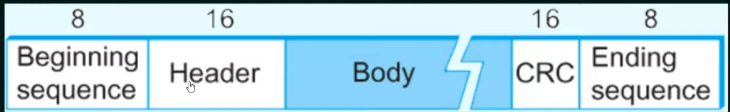 8 16 16 8
Beginning sequence Header Body CRC Ending sequence